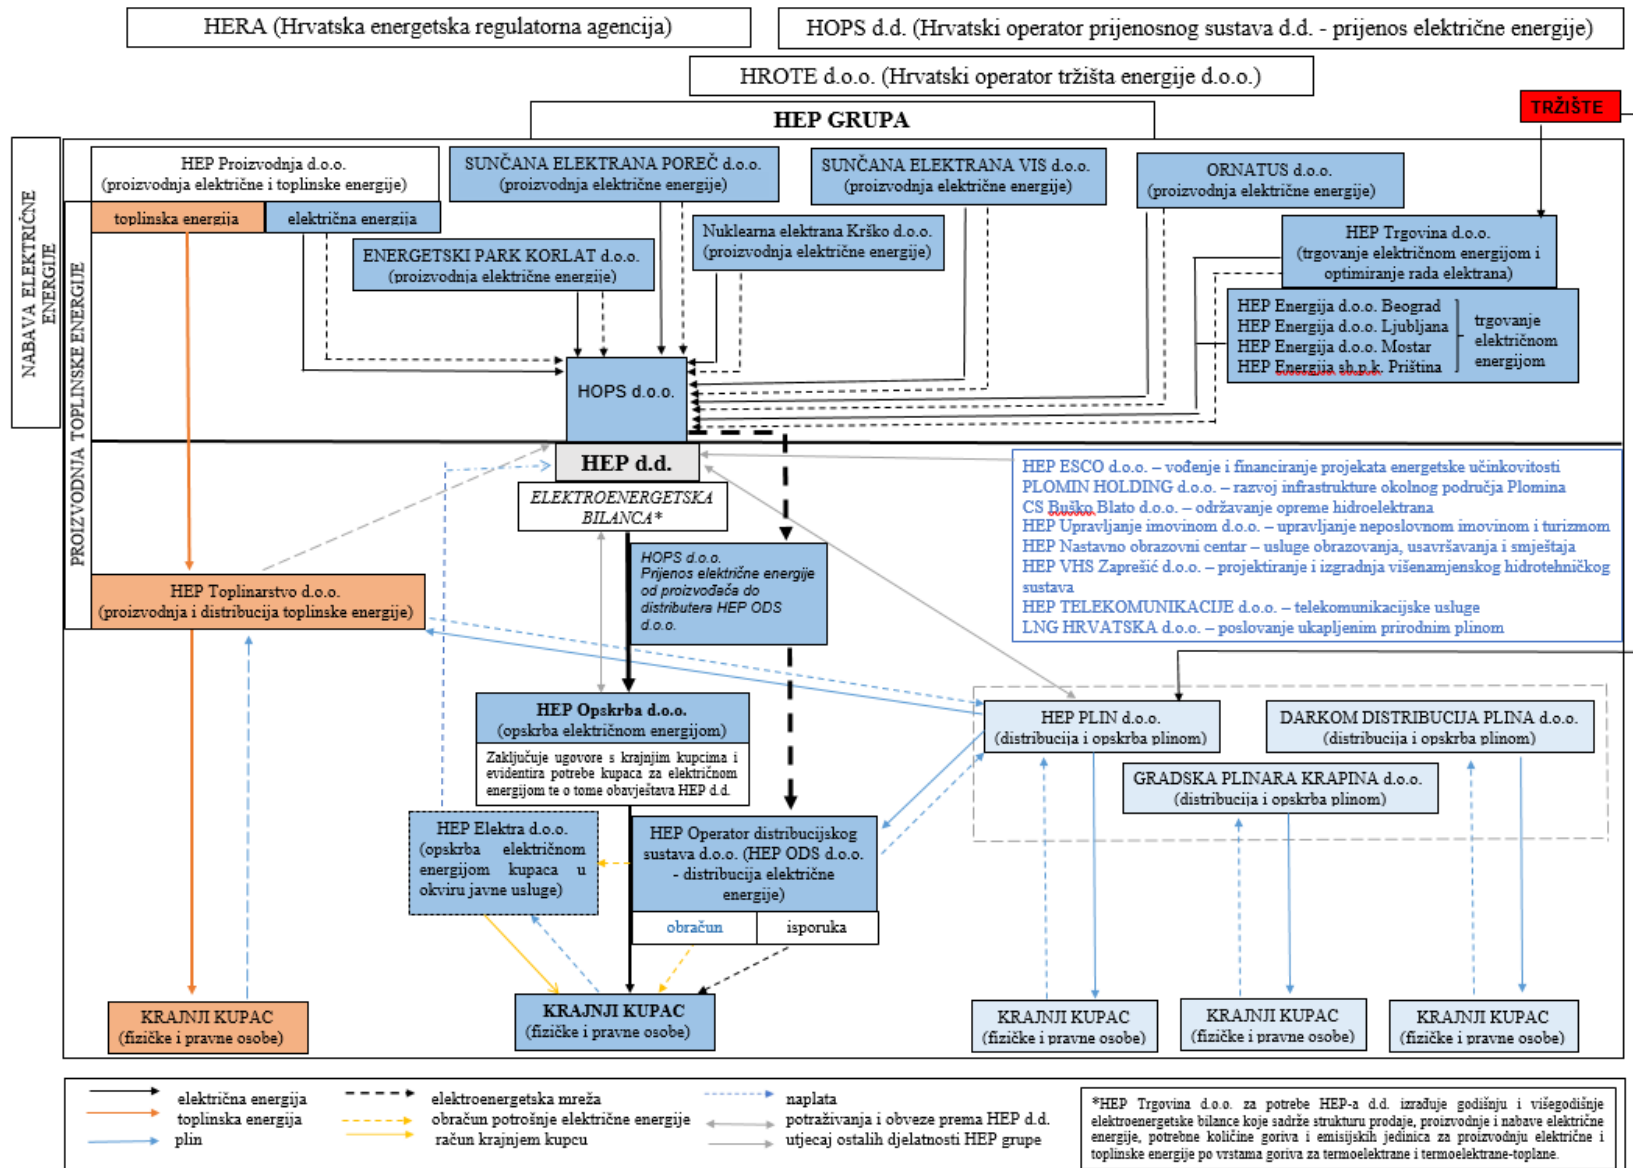 HERA (Hrvatska energetska regulatorna agencija)
HOPS d.d. (Hrvatski operator prijenosnog sustava d.d. - prijenos električne energije)
HROTE d.o.o. (Hrvatski operator tržišta energije d.o.o.)
HEP GRUPA
TRŽIŠTE
NABAVA ELEKTRIČNE
ENERGIJE
PROIZVODNJA TOPLINSKE ENERGIJE
HEP Proizvodnja d.o.o.
(proizvodnja električne i toplinske energije)
toplinska energija
električna energija
SUNČANA ELEKTRANA POREČ d.o.o.
(proizvodnja električne energije)
SUNČANA ELEKTRANA VIS d.o.o.
(proizvodnja električne energije)
ORNATUS d.o.o.
(proizvodnja električne energije)
ENERGETSKI PARK KORLAT d.o.o.
(proizvodnja električne energije)
Nuklearna elektrana Krško d.o.o.
(proizvodnja električne energije)
HEP Trgovina d.o.o.
(trgovanje električnom energijom i
optimiranje rada elektrana)
HEP Energija d.o.o. Beograd
HEP Energija d.o.o. Ljubljana
HEP Energija d.o.o. Mostar
HEP Energija sh.p.k. Priština
trgovanje
električnom
energijom
HOPS d.o.o.
HEP d.d.
ELEKTROENERGETSKA
BILANCA*
HOPS d.o.o.
Prijenos električne energije
od proizvođača do
distributera HEP ODS
d.o.o.
HEP ESCO d.o.o. – vođenje i financiranje projekata energetske učinkovitosti
PLOMIN HOLDING d.o.o. – razvoj infrastrukture okolnog područja Plomina
CS Buško Blato d.o.o. – održavanje opreme hidroelektrana
HEP Upravljanje imovinom d.o.o. – upravljanje neposlovnom imovinom i turizmom
HEP Nastavno obrazovni centar – usluge obrazovanja, usavršavanja i smještaja
HEP VHS Zaprešić d.o.o. – projektiranje i izgradnja višenamjenskog hidrotehničkog
sustava
HEP TELEKOMUNIKACIJE d.o.o. – telekomunikacijske usluge
LNG HRVATSKA d.o.o. – poslovanje ukapljenim prirodnim plinom
HEP Toplinarstvo d.o.o.
(proizvodnja i distribucija toplinske energije)
HEP Opskrba d.o.o.
(opskrba električnom energijom)
Zaključuje ugovore s krajnjim kupcima i
evidentira potrebe kupaca za električnom
energijom te o tome obavještava HEP d.d.
HEP PLIN d.o.o.
(distribucija i opskrba plinom)
DARKOM DISTRIBUCIJA PLINA d.o.o.
(distribucija i opskrba plinom)
GRADSKA PLINARA KRAPINA d.o.o.
(distribucija i opskrba plinom)
HEP Elektra d.o.o.
(opskrba električnom
energijom kupaca u
okviru javne usluge)
HEP Operator distribucijskog
sustava d.o.o. (HEP ODS d.o.o.
- distribucija električne
energije)
obračun
isporuka
KRAJNJI KUPAC
(fizičke i pravne osobe)
KRAJNJI KUPAC
(fizičke i pravne osobe)
KRAJNJI KUPAC
(fizičke i pravne osobe)
KRAJNJI KUPAC
(fizičke i pravne osobe)
KRAJNJI KUPAC
(fizičke i pravne osobe)
električna energija
toplinska energija
plin
elektroenergetska mreža
obračun potrošnje električne energije
račun krajnjem kupcu
naplata
potraživanja i obveze prema HEP d.d.
utjecaj ostalih djelatnosti HEP grupe
*HEP Trgovina d.o.o. za potrebe HEP-a d.d. izrađuje godišnju i višegodišnje
elektroenergetske bilance koje sadrže strukturu prodaje, proizvodnje i nabave električne
energije, potrebne količine goriva i emisijskih jedinica za proizvodnju električne i
toplinske energije po vrstama goriva za termoelektrane i termoelektrane-toplane.